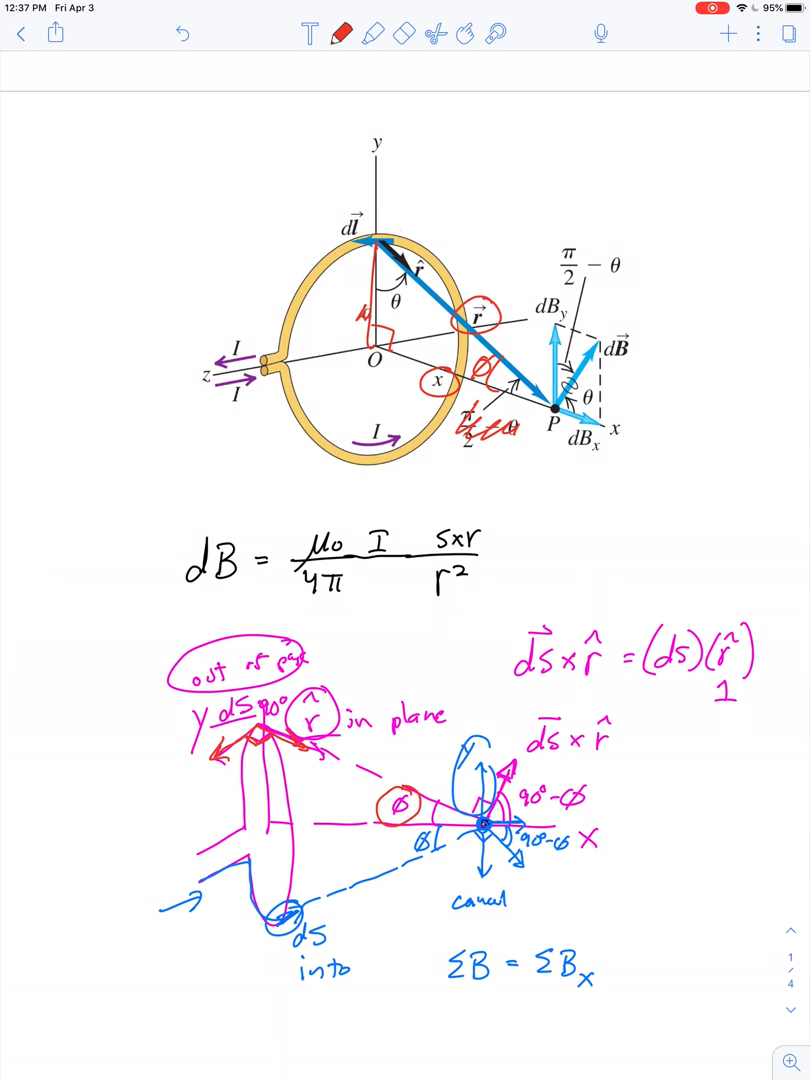 12:37 PM Fri Apr 3
95%
T
y
dl⃗
r̂
θ
π/2 − θ
r⃗
dB_y
dB⃗
I
z
I
O
x
ϕ
θ
P
dB_x
x
I
dB = μ₀ I s×r / 4π r²
out of page
ds⃗ × r̂ = (ds)(r̂)
1
y ds 90° r̂ in plane
ds⃗ × r̂
y
90° − ϕ
ϕ
ϕ
90° − ϕ
x
cancel
ds
into
ΣB = ΣB_x
1
/
4